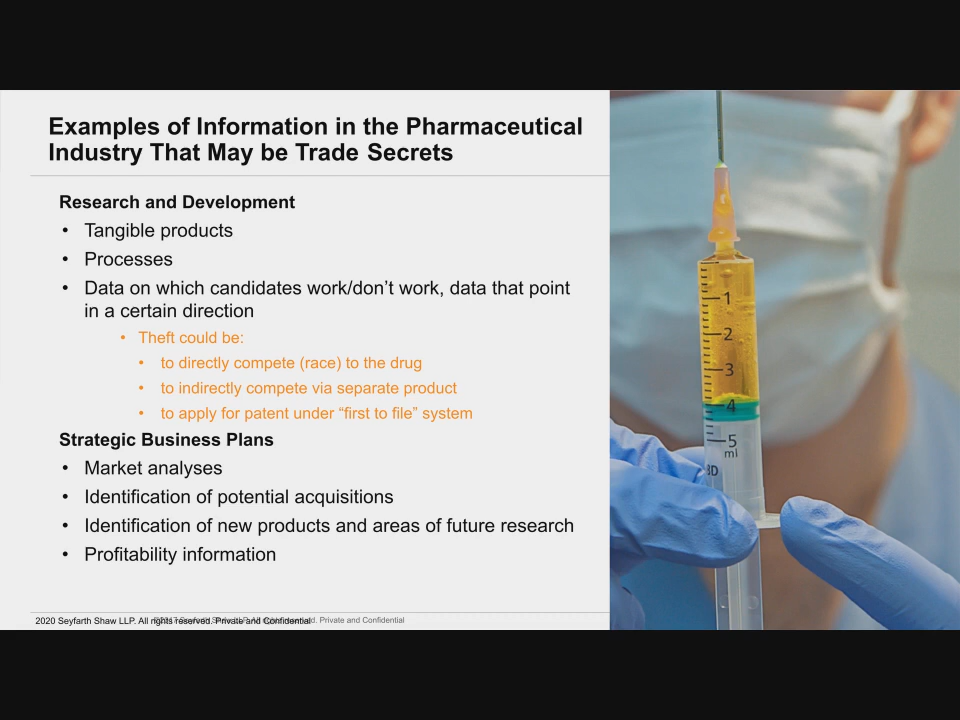 Examples of Information in the Pharmaceutical
Industry That May be Trade Secrets
Research and Development
• Tangible products
• Processes
• Data on which candidates work/don’t work, data that point
in a certain direction
• Theft could be:
• to directly compete (race) to the drug
• to indirectly compete via separate product
• to apply for patent under “first to file” system
Strategic Business Plans
• Market analyses
• Identification of potential acquisitions
• Identification of new products and areas of future research
• Profitability information
2020 Seyfarth Shaw LLP. All rights reserved. Private and Confidential
Private and Confidential
1
2
3
4
5
ml
BD